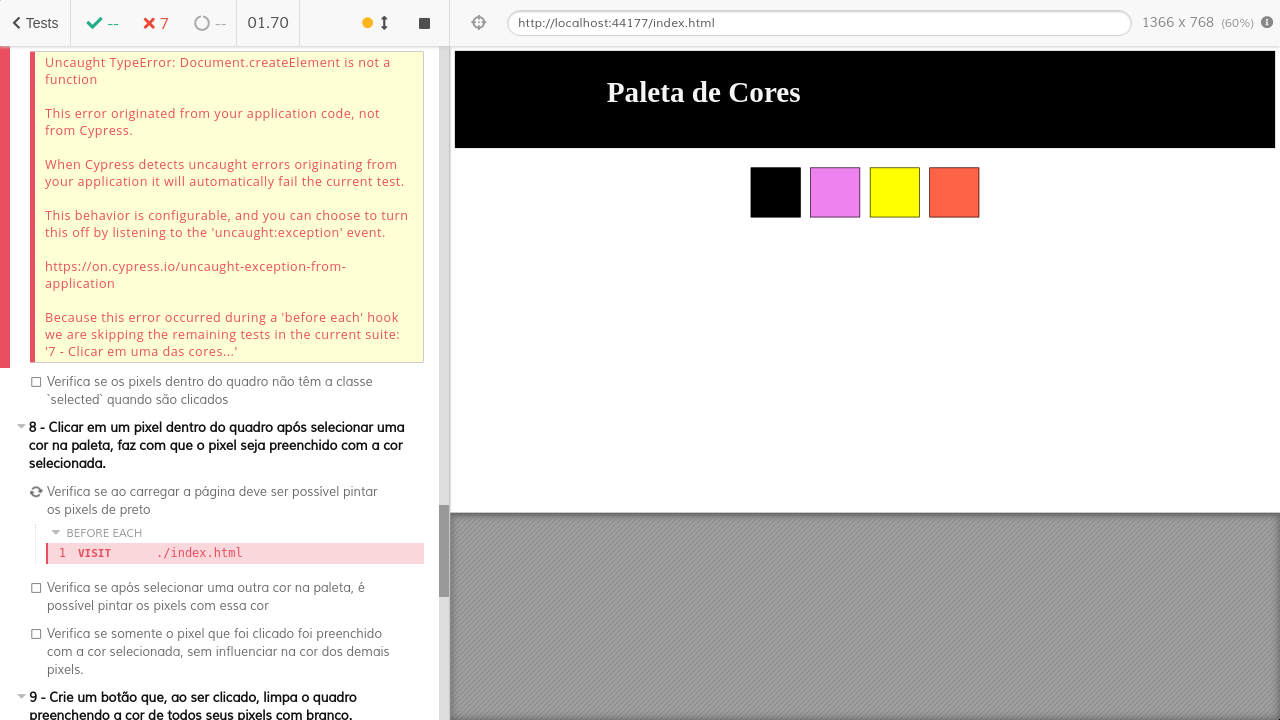 Tests
--
7
--
01.70
http://localhost:44177/index.html
1366 x 768 (60%)
Uncaught TypeError: Document.createElement is not a
function
This error originated from your application code, not
from Cypress.
When Cypress detects uncaught errors originating from
your application it will automatically fail the current test.
This behavior is configurable, and you can choose to turn
this off by listening to the 'uncaught:exception' event.
https://on.cypress.io/uncaught-exception-from-
application
Because this error occurred during a 'before each' hook
we are skipping the remaining tests in the current suite:
'7 - Clicar em uma das cores...'
Verifica se os pixels dentro do quadro não têm a classe
`selected` quando são clicados
8 - Clicar em um pixel dentro do quadro após selecionar uma
cor na paleta, faz com que o pixel seja preenchido com a cor
selecionada.
Verifica se ao carregar a página deve ser possível pintar
os pixels de preto
BEFORE EACH
1 VISIT ./index.html
Verifica se após selecionar uma outra cor na paleta, é
possível pintar os pixels com essa cor
Verifica se somente o pixel que foi clicado foi preenchido
com a cor selecionada, sem influenciar na cor dos demais
pixels.
9 - Crie um botão que, ao ser clicado, limpa o quadro
preenchendo a cor de todos seus pixels com branco.
Paleta de Cores